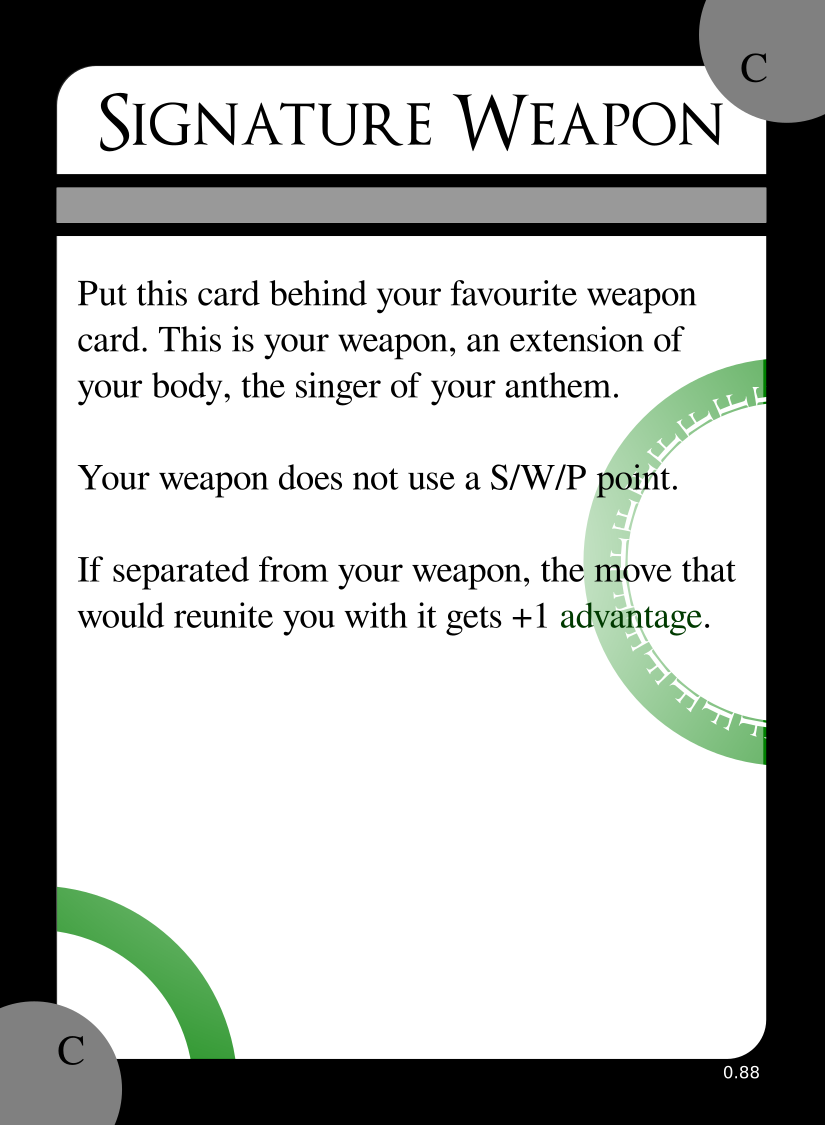 C
Signature Weapon
Put this card behind your favourite weapon
card. This is your weapon, an extension of
your body, the singer of your anthem.
Your weapon does not use a S/W/P point.
If separated from your weapon, the move that
would reunite you with it gets +1 advantage.
C
0.88